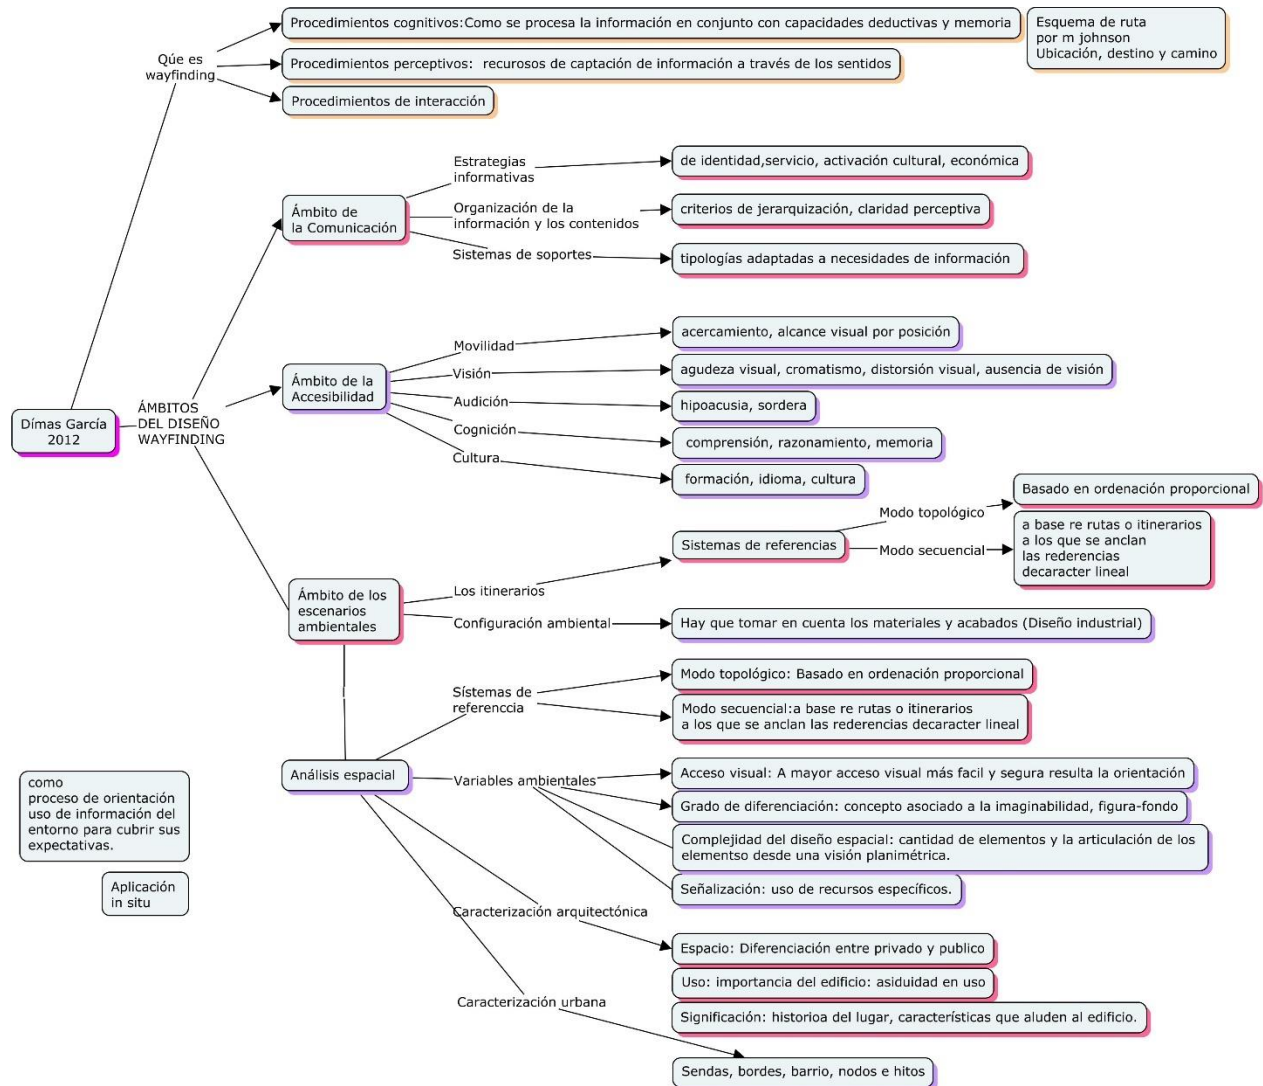 Procedimientos cognitivos:Como se procesa la información en conjunto con capacidades deductivas y memoria
Esquema de ruta
por m johnson
Ubicación, destino y camino
Qúe es
wayfinding
Procedimientos perceptivos: recurosos de captación de información a través de los sentidos
Procedimientos de interacción
Estrategias
informativas
de identidad,servicio, activación cultural, económica
Ámbito de
la Comunicación
Organización de la
información y los contenidos
criterios de jerarquización, claridad perceptiva
Sistemas de soportes
tipologías adaptadas a necesidades de información
Movilidad
acercamiento, alcance visual por posición
Ámbito de la
Accesibilidad
Visión
agudeza visual, cromatismo, distorsión visual, ausencia de visión
Audición
hipoacusia, sordera
Dímas García
2012
ÁMBITOS
DEL DISEÑO
WAYFINDING
Cognición
comprensión, razonamiento, memoria
Cultura
formación, idioma, cultura
Sistemas de referencias
Modo topológico
Basado en ordenación proporcional
Modo secuencial
a base re rutas o itinerarios
a los que se anclan
las rederencias
decaracter lineal
Ámbito de los
escenarios
ambientales
Los itinerarios
Configuración ambiental
Hay que tomar en cuenta los materiales y acabados (Diseño industrial)
Sístemas de
referenccia
Modo topológico: Basado en ordenación proporcional
Modo secuencial:a base re rutas o itinerarios
a los que se anclan las rederencias decaracter lineal
Análisis espacial
Variables ambientales
Acceso visual: A mayor acceso visual más facil y segura resulta la orientación
Grado de diferenciación: concepto asociado a la imaginabilidad, figura-fondo
Complejidad del diseño espacial: cantidad de elementos y la articulación de los
elementso desde una visión planimétrica.
Señalización: uso de recursos específicos.
como
proceso de orientación
uso de información del
entorno para cubrir sus
expectativas.
Aplicación
in situ
Caracterización arquitectónica
Espacio: Diferenciación entre privado y publico
Uso: importancia del edificio: asiduidad en uso
Significación: historioa del lugar, características que aluden al edificio.
Caracterización urbana
Sendas, bordes, barrio, nodos e hitos